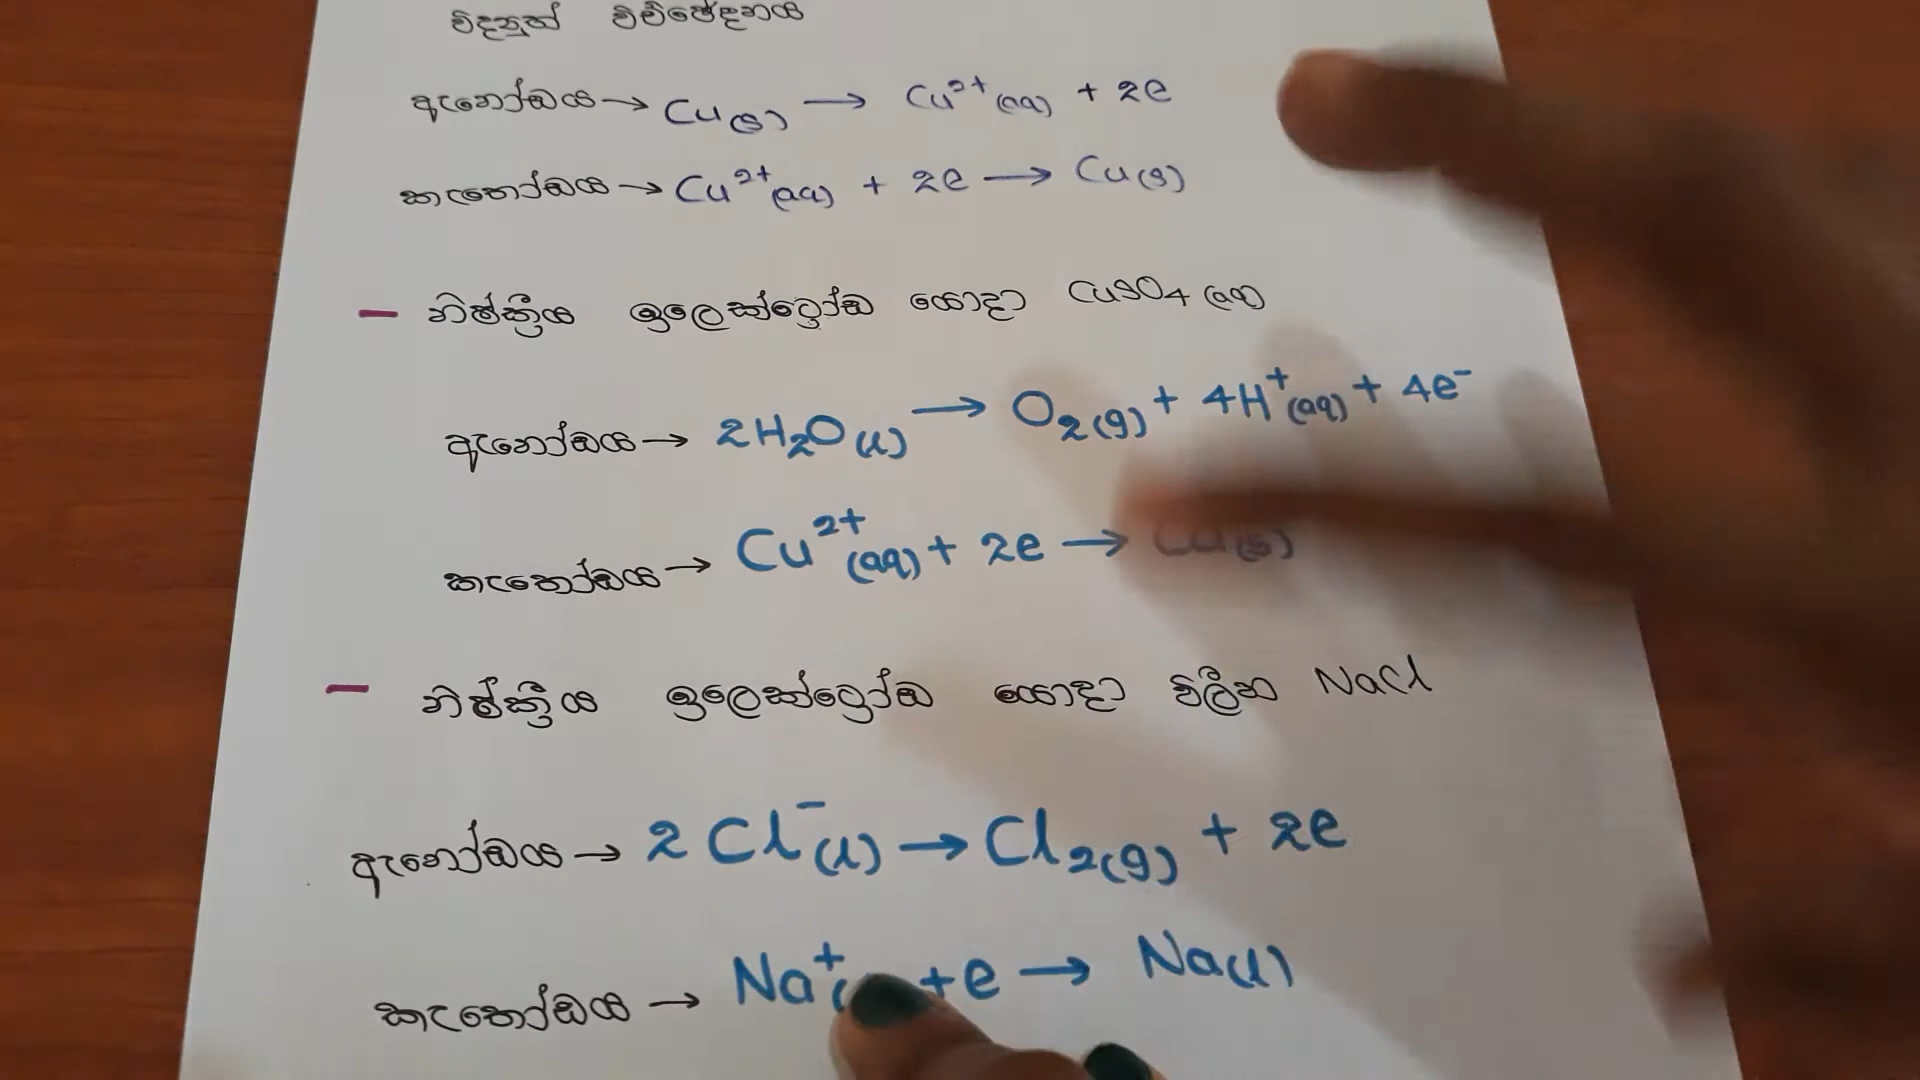 විද්‍යුත් විච්ඡේදනය
ඇනෝඩය → Cu(s) → Cu²⁺(aq) + 2e
කැතෝඩය → Cu²⁺(aq) + 2e → Cu(s)
– නිෂ්ක්‍රීය ඉලෙක්ට්‍රෝඩ යොදා CuSO₄ (aq)
ඇනෝඩය → 2H₂O(l) → O₂(g) + 4H⁺(aq) + 4e⁻
කැතෝඩය → Cu²⁺(aq) + 2e → Cu(s)
– නිෂ්ක්‍රීය ඉලෙක්ට්‍රෝඩ යොදා විලීන NaCl
ඇනෝඩය → 2Cl⁻(l) → Cl₂(g) + 2e
කැතෝඩය → Na⁺( + e → Na(l)